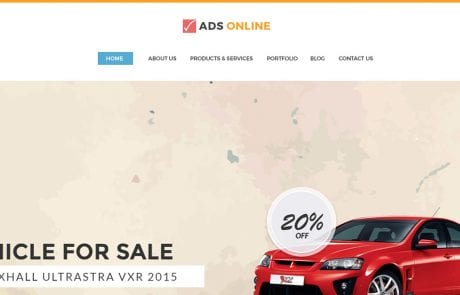 ADS ONLINE
HOME ABOUT US PRODUCTS & SERVICES PORTFOLIO BLOG CONTACT US
20%
OFF
HICLE FOR SALE
XHALL ULTRASTRA VXR 2015